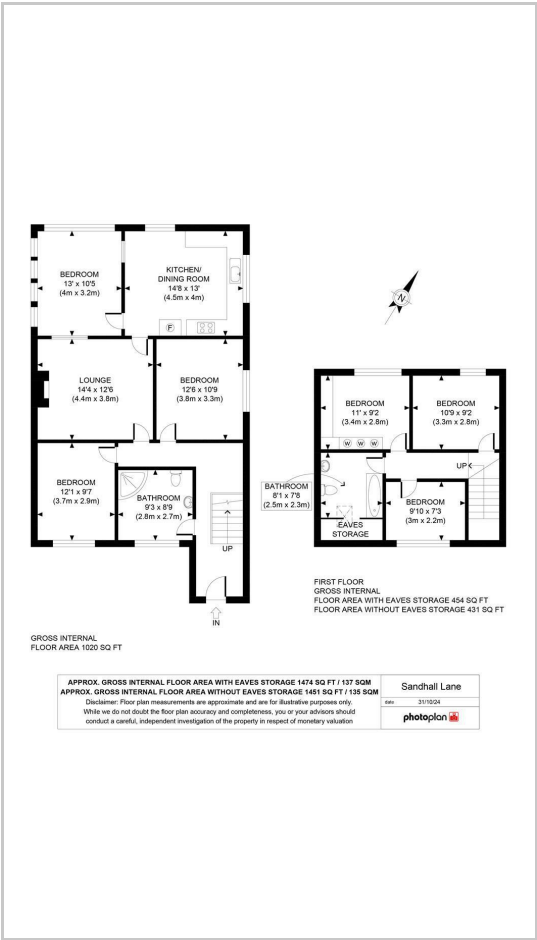 BEDROOM
13' x 10'5
(4m x 3.2m)
KITCHEN/
DINING ROOM
14'8 x 13'
(4.5m x 4m)
F
LOUNGE
14'4 x 12'6
(4.4m x 3.8m)
BEDROOM
12'6 x 10'9
(3.8m x 3.3m)
BEDROOM
12'1 x 9'7
(3.7m x 2.9m)
BATHROOM
9'3 x 8'9
(2.8m x 2.7m)
UP
IN
GROSS INTERNAL
FLOOR AREA 1020 SQ FT
N
BEDROOM
11' x 9'2
(3.4m x 2.8m)
W W W
BEDROOM
10'9 x 9'2
(3.3m x 2.8m)
UP
BATHROOM
8'1 x 7'8
(2.5m x 2.3m)
BEDROOM
9'10 x 7'3
(3m x 2.2m)
EAVES
STORAGE
FIRST FLOOR
GROSS INTERNAL
FLOOR AREA WITH EAVES STORAGE 454 SQ FT
FLOOR AREA WITHOUT EAVES STORAGE 431 SQ FT
APPROX. GROSS INTERNAL FLOOR AREA WITH EAVES STORAGE 1474 SQ FT / 137 SQM
APPROX. GROSS INTERNAL FLOOR AREA WITHOUT EAVES STORAGE 1451 SQ FT / 135 SQM
Disclaimer: Floor plan measurements are approximate and are for illustrative purposes only.
While we do not doubt the floor plan accuracy and completeness, you or your advisors should
conduct a careful, independent investigation of the property in respect of monetary valuation
Sandhall Lane
date 31/10/24
photoplan